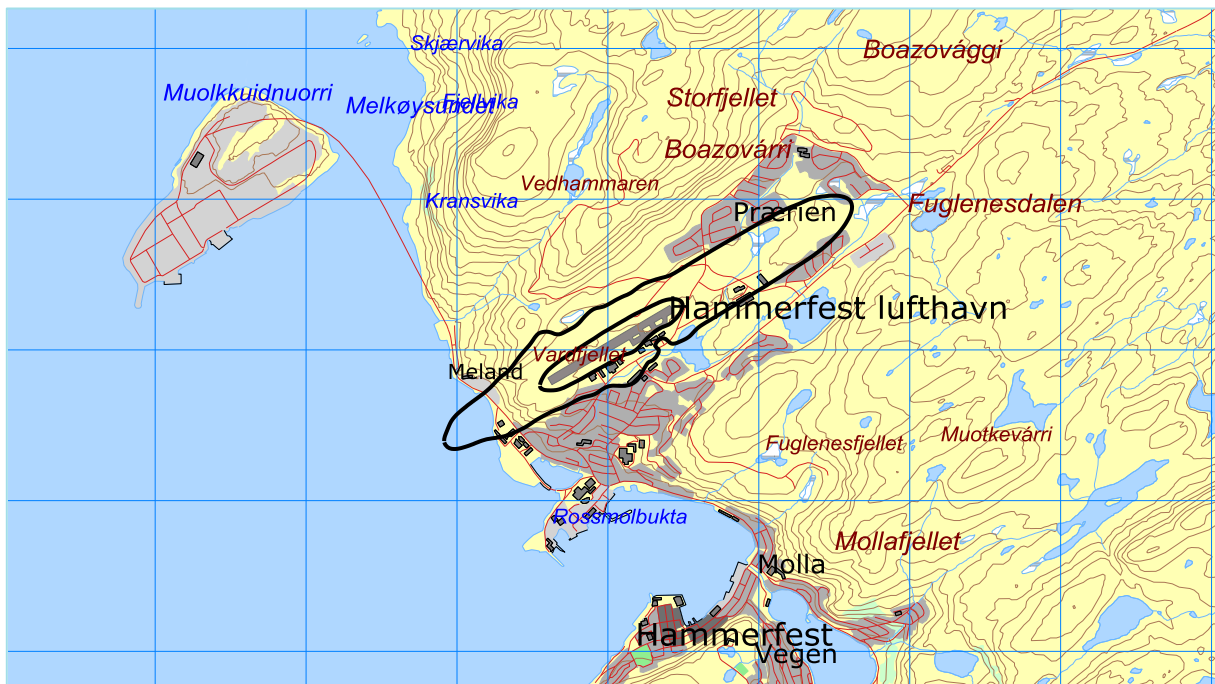 Skjærvika
Boazovággi
Muolkkuidnuorri
Melkøysundet
Fjellvika
Storfjellet
Boazovárri
Vedhammaren
Kransvika
Prærien
Fuglenesdalen
Hammerfest lufthavn
Vardfjellet
Meland
Fuglenesfjellet
Muotkevárri
Rossmolbukta
Mollafjellet
Molla
Hammerfest
Vegen